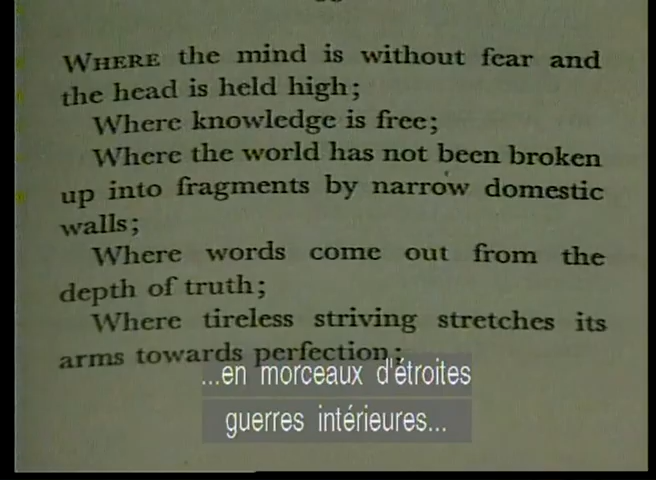 WHERE the mind is without fear and
the head is held high;
Where knowledge is free;
Where the world has not been broken
up into fragments by narrow domestic
walls;
Where words come out from the
depth of truth;
Where tireless striving stretches its
arms towards perfection;
...en morceaux d'étroites
guerres intérieures...